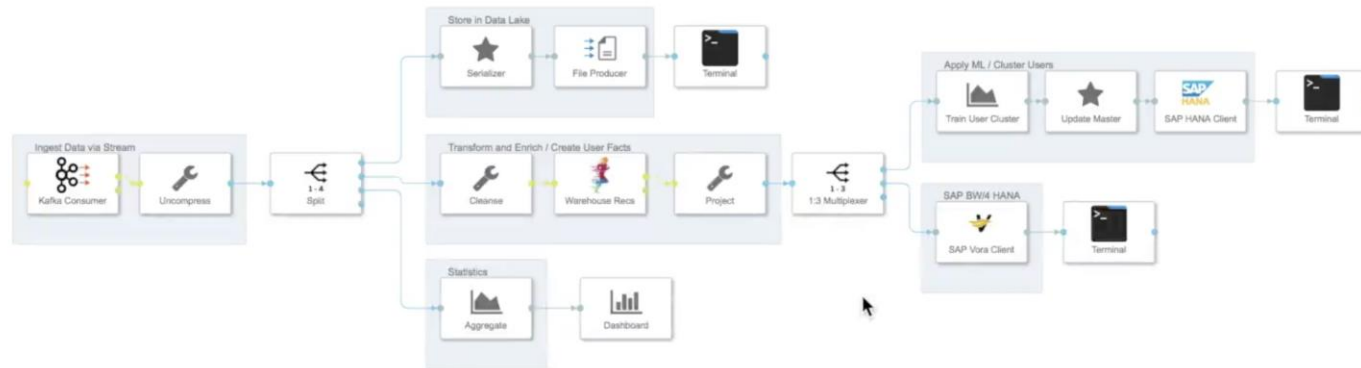 Ingest Data via Stream
Kafka Consumer
Uncompress
1 - 4
Split
Store in Data Lake
Serializer
File Producer
>_
Terminal
Transform and Enrich / Create User Facts
Cleanse
Warehouse Recs
Project
Statistics
Aggregate
Dashboard
1 - 3
1:3 Multiplexer
Apply ML / Cluster Users
Train User Cluster
Update Master
SAP
HANA
SAP HANA Client
>_
Terminal
SAP BW/4 HANA
SAP Vora Client
>_
Terminal